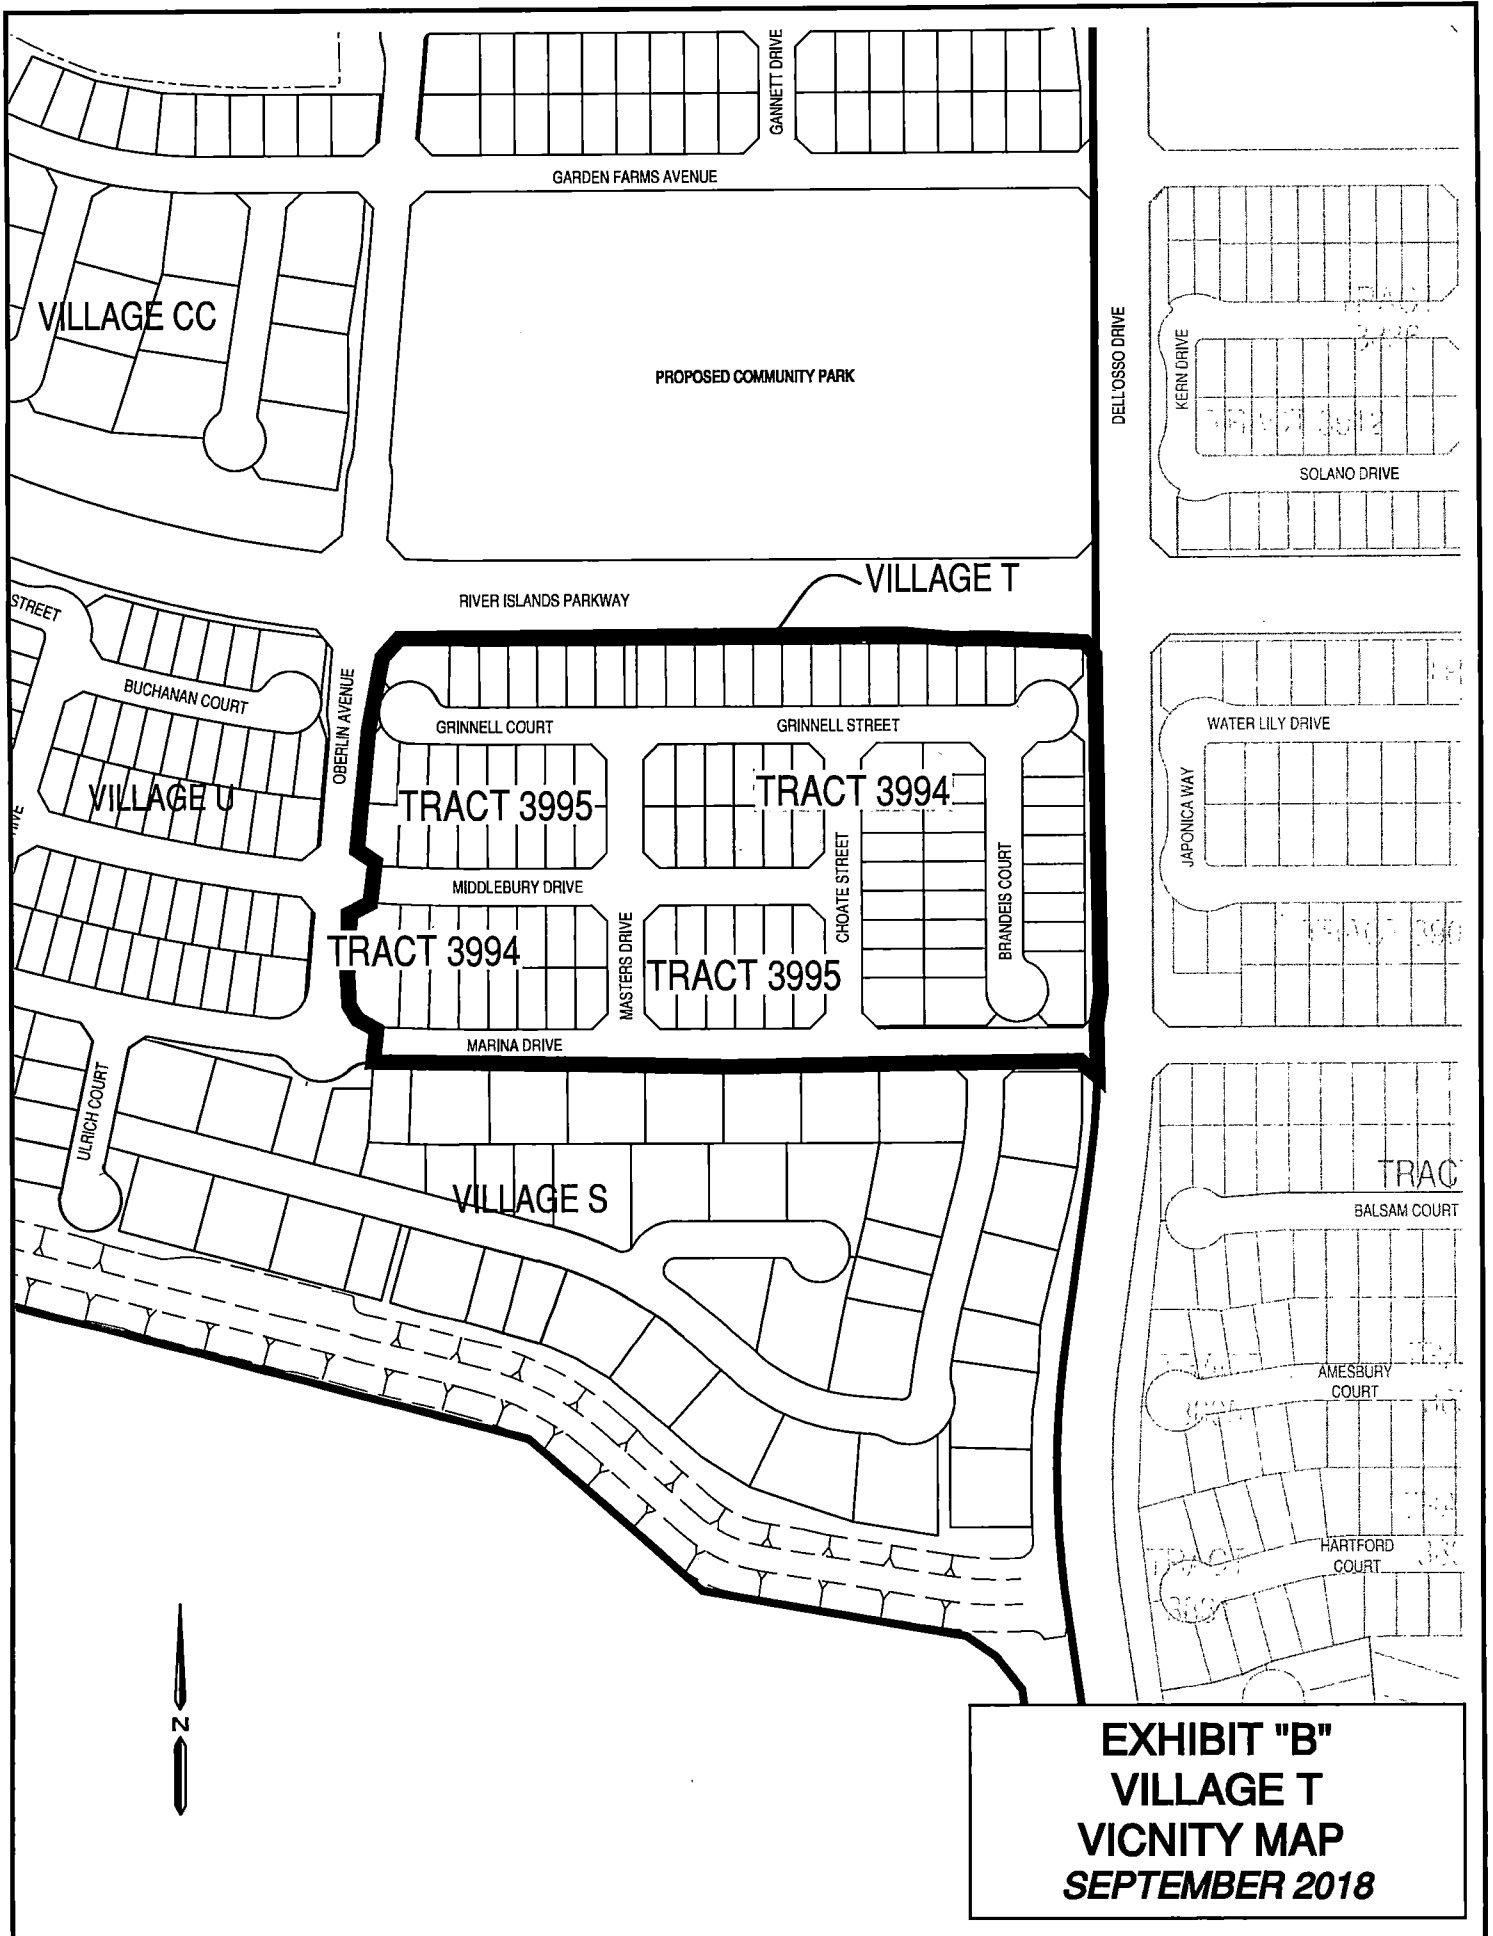 GANNETT DRIVE
GARDEN FARMS AVENUE
VILLAGE CC
PROPOSED COMMUNITY PARK
DELL'OSSO DRIVE
KERN DRIVE
SOLANO DRIVE
VILLAGE T
RIVER ISLANDS PARKWAY
STREET
BUCHANAN COURT
OBERLIN AVENUE
GRINNELL COURT
GRINNELL STREET
WATER LILY DRIVE
VILLAGE U
TRACT 3995
TRACT 3994
JAPONICA WAY
CHOATE STREET
BRANDEIS COURT
MIDDLEBURY DRIVE
MASTERS DRIVE
TRACT 3994
TRACT 3995
MARINA DRIVE
ULRICH COURT
VILLAGE S
TRAC
BALSAM COURT
AMESBURY
COURT
HARTFORD
COURT
N
EXHIBIT "B"
VILLAGE T
VICNITY MAP
SEPTEMBER 2018